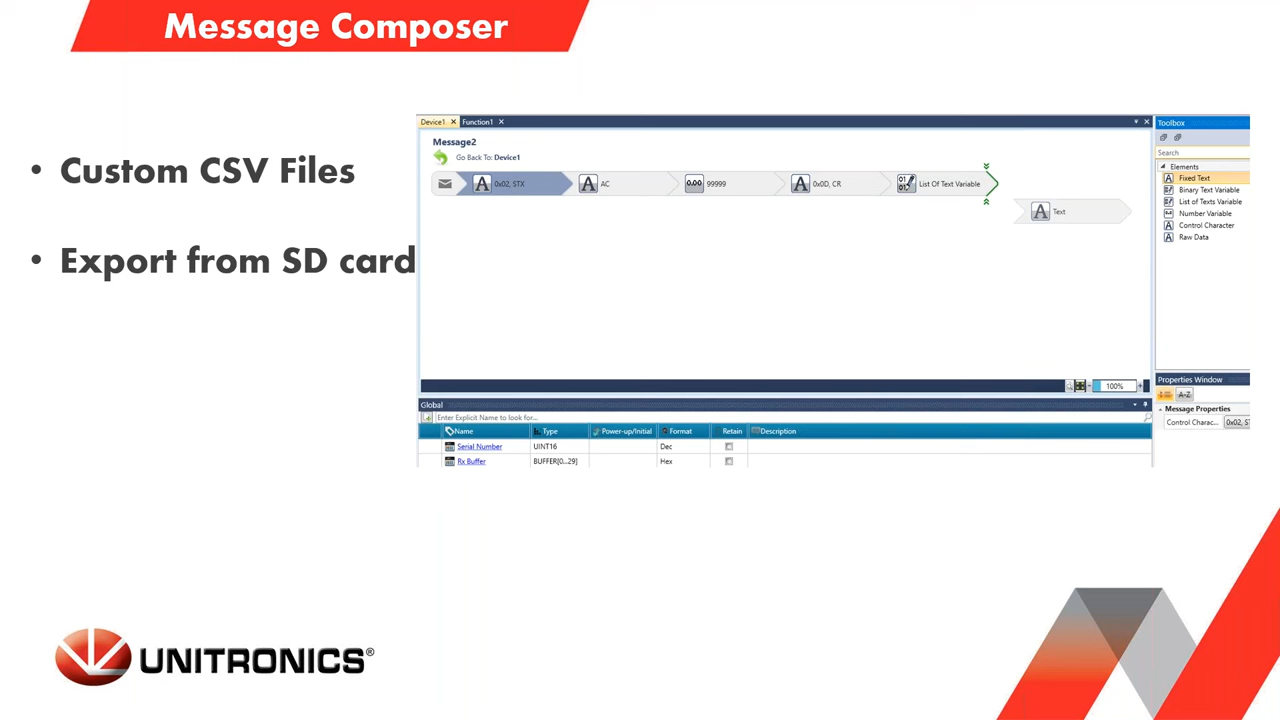 Message Composer
• Custom CSV Files
• Export from SD card
Device1
Function1
Message2
Go Back To: Device1
0x02, STX
AC
0.00
99999
0x0D, CR
01
01
List Of Text Variable
Text
100%
Global
Enter Explicit Name to look for...
Name Type Power-up/Initial Format Retain Description
Serial Number UINT16 Dec
Rx Buffer BUFFER[0...29] Hex
Toolbox
Search
Elements
Fixed Text
Binary Text Variable
List of Texts Variable
Number Variable
Control Character
Raw Data
Properties Window
Message Properties
Control Charac... 0x02, ST
UNITRONICS®